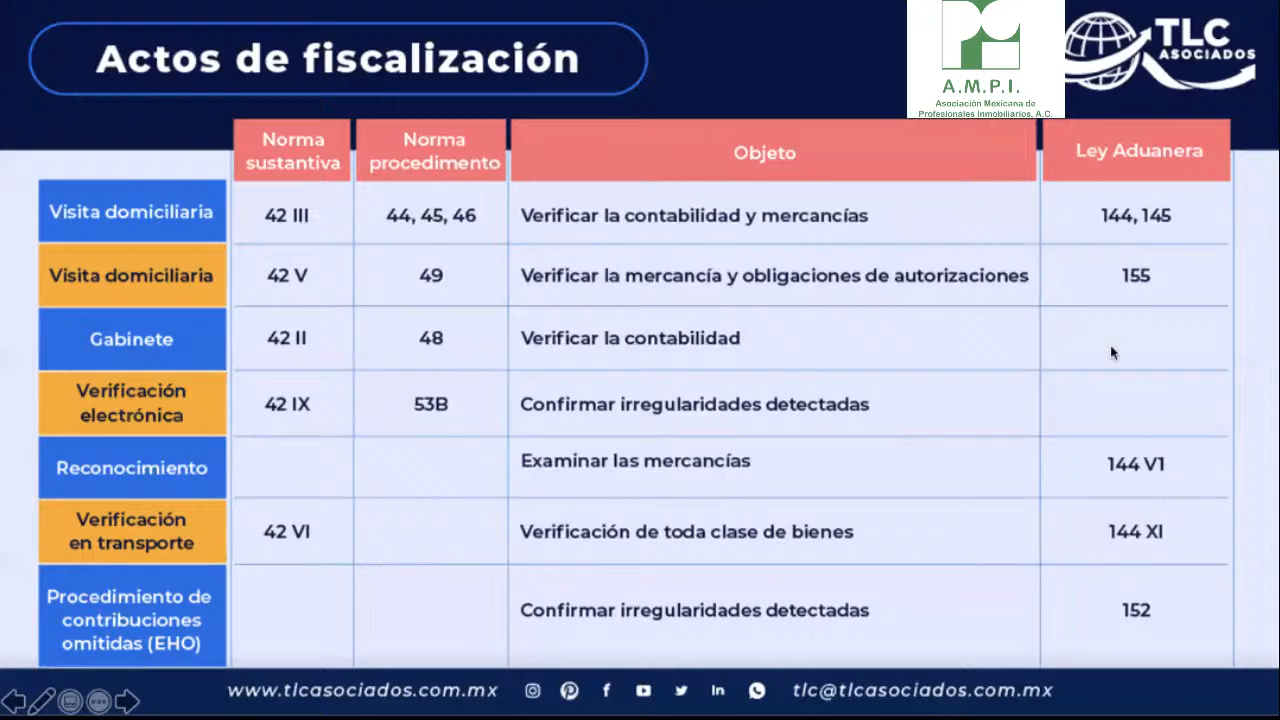 Actos de fiscalización
A.M.P.I.
Asociación Mexicana de
Profesionales Inmobiliarios, A.C.
TLC
ASOCIADOS
Norma
sustantiva
Norma
procedimento
Objeto
Ley Aduanera
Visita domiciliaria
42 III
44, 45, 46
Verificar la contabilidad y mercancías
144, 145
Visita domiciliaria
42 V
49
Verificar la mercancía y obligaciones de autorizaciones
155
Gabinete
42 II
48
Verificar la contabilidad
Verificación
electrónica
42 IX
53B
Confirmar irregularidades detectadas
Reconocimiento
Examinar las mercancías
144 V1
Verificación
en transporte
42 VI
Verificación de toda clase de bienes
144 XI
Procedimiento de
contribuciones
omitidas (EHO)
Confirmar irregularidades detectadas
152
www.tlcasociados.com.mx
tlc@tlcasociados.com.mx